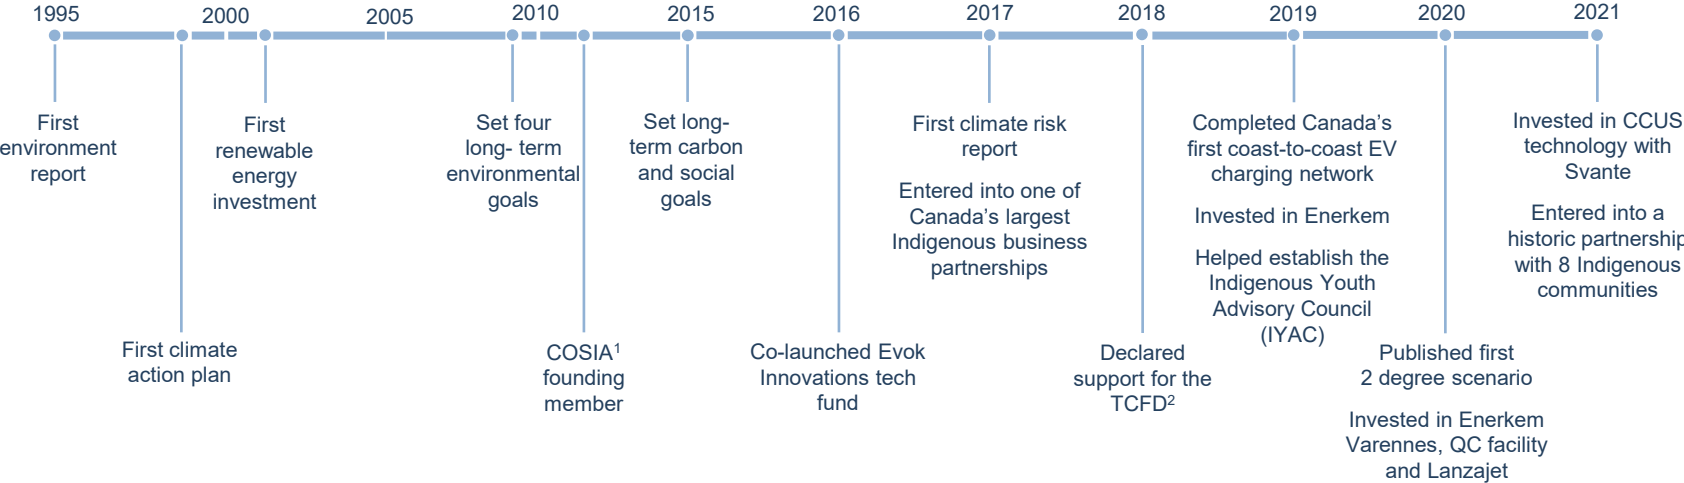 1995
2000
2005
2010
2015
2016
2017
2018
2019
2020
2021
First
environment
report
First climate
action plan
First
renewable
energy
investment
Set four
long- term
environmental
goals
COSIA¹
founding
member
Set long-
term carbon
and social
goals
Co-launched Evok
Innovations tech
fund
First climate risk
report
Entered into one of
Canada’s largest
Indigenous business
partnerships
Declared
support for the
TCFD²
Completed Canada’s
first coast-to-coast EV
charging network
Invested in Enerkem
Helped establish the
Indigenous Youth
Advisory Council
(IYAC)
Published first
2 degree scenario
Invested in Enerkem
Varennes, QC facility
and Lanzajet
Invested in CCUS
technology with
Svante
Entered into a
historic partnership
with 8 Indigenous
communities